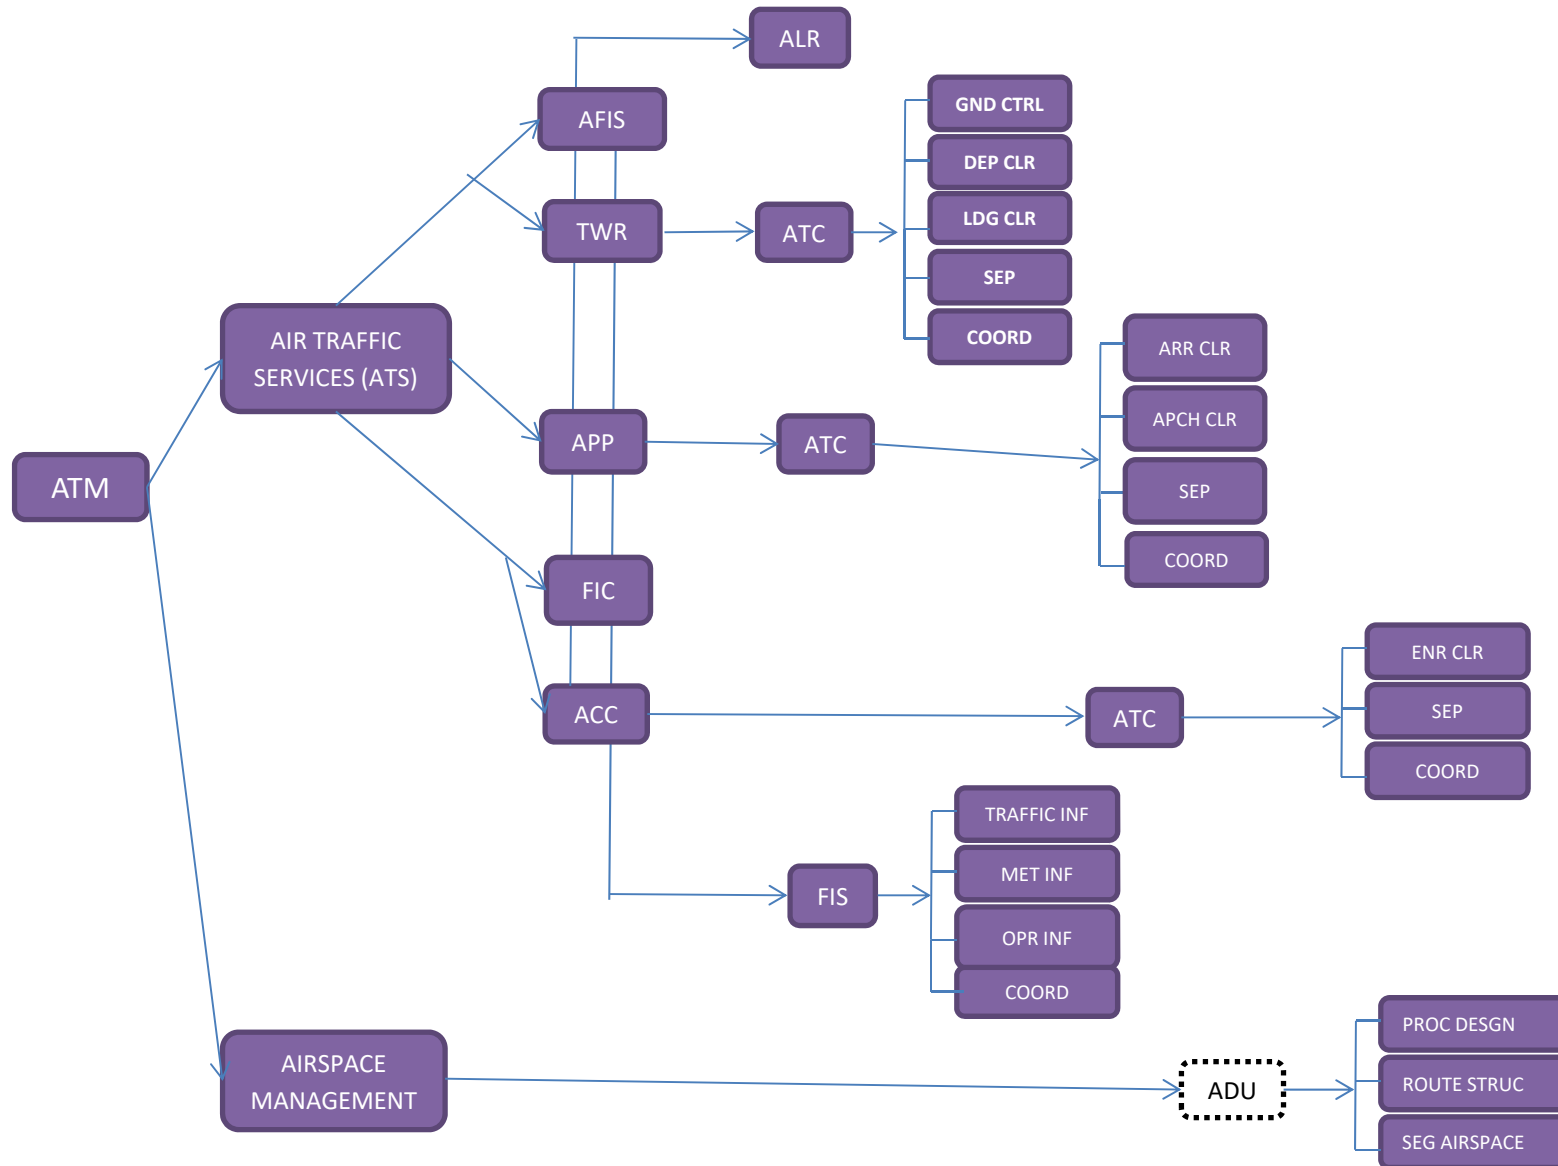 ALR
AFIS
GND CTRL
DEP CLR
LDG CLR
SEP
COORD
TWR
ATC
AIR TRAFFIC
SERVICES (ATS)
ARR CLR
APCH CLR
SEP
COORD
APP
ATC
ATM
FIC
ACC
ATC
ENR CLR
SEP
COORD
TRAFFIC INF
MET INF
OPR INF
COORD
FIS
AIRSPACE
MANAGEMENT
ADU
PROC DESGN
ROUTE STRUC
SEG AIRSPACE